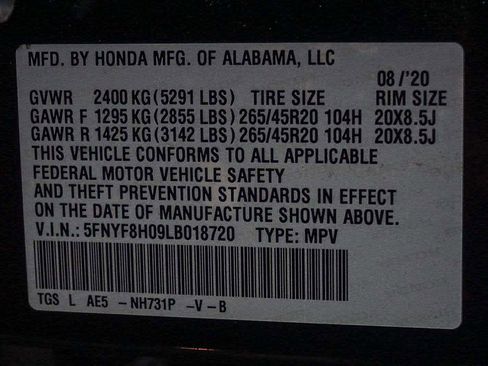 MFD. BY HONDA MFG. OF ALABAMA, LLC
08 /'20
GVWR 2400 KG (5291 LBS) TIRE SIZE RIM SIZE
GAWR F 1295 KG (2855 LBS) 265/45R20 104H 20X8.5J
GAWR R 1425 KG (3142 LBS) 265/45R20 104H 20X8.5J
THIS VEHICLE CONFORMS TO ALL APPLICABLE
FEDERAL MOTOR VEHICLE SAFETY
AND THEFT PREVENTION STANDARDS IN EFFECT
ON THE DATE OF MANUFACTURE SHOWN ABOVE.
V.I.N.: 5FNYF8H09LB018720 TYPE: MPV
TGS L AE5 -NH731P -V-B